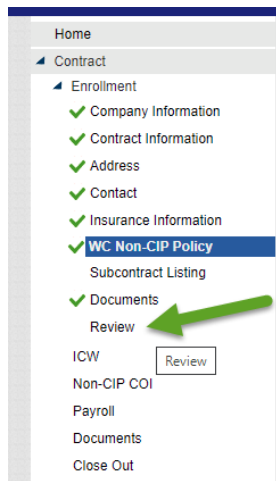 Home
Contract
Enrollment
Company Information
Contract Information
Address
Contact
Insurance Information
WC Non-CIP Policy
Subcontract Listing
Documents
Review
ICW
Review
Non-CIP COI
Payroll
Documents
Close Out